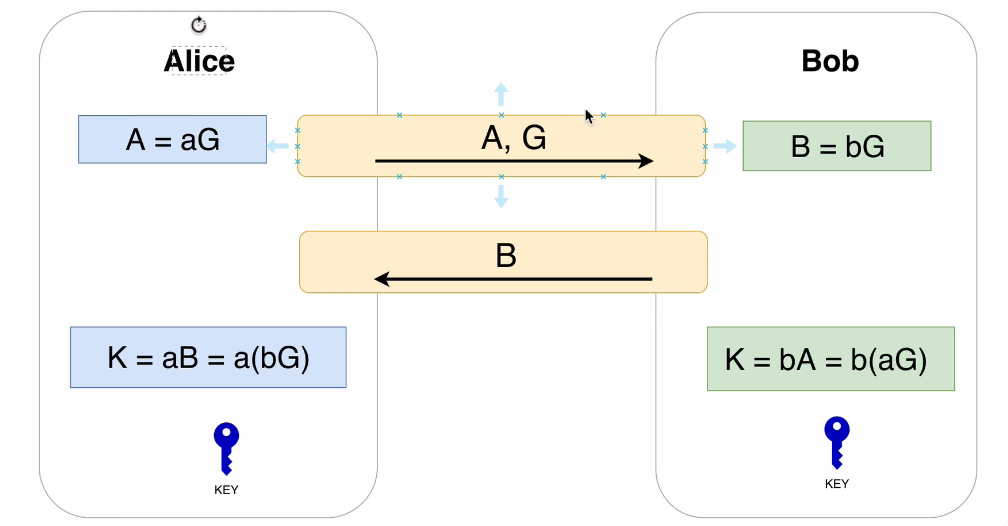 Alice
Bob
A = aG
A, G
B = bG
B
K = aB = a(bG)
K = bA = b(aG)
KEY
KEY